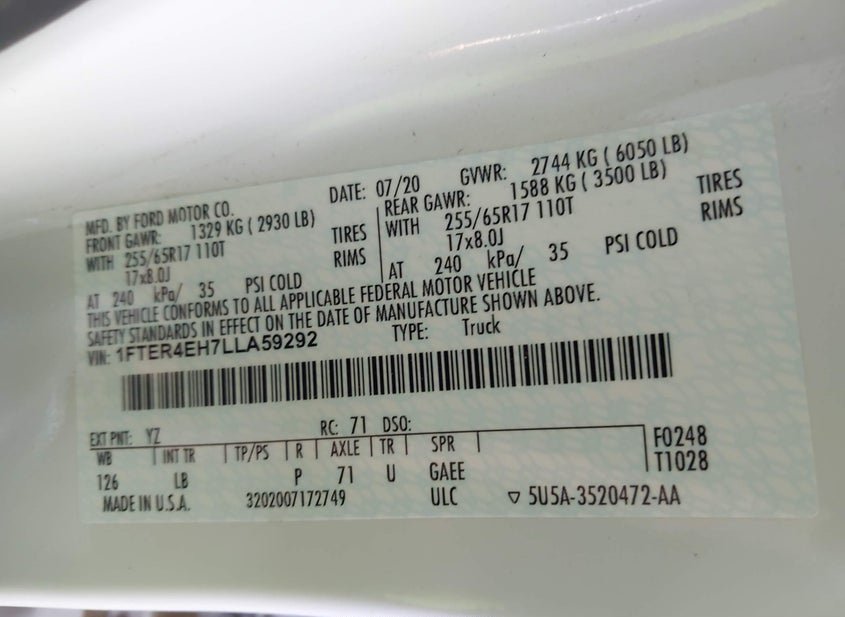 MFD. BY FORD MOTOR CO. DATE: 07/20 GVWR: 2744 KG ( 6050 LB)
FRONT GAWR: 1329 KG ( 2930 LB) REAR GAWR: 1588 KG ( 3500 LB)
WITH 255/65R17 110T TIRES WITH 255/65R17 110T TIRES
17x8.0J RIMS 17x8.0J RIMS
AT 240 kPa/ 35 PSI COLD AT 240 kPa/ 35 PSI COLD
THIS VEHICLE CONFORMS TO ALL APPLICABLE FEDERAL MOTOR VEHICLE
SAFETY STANDARDS IN EFFECT ON THE DATE OF MANUFACTURE SHOWN ABOVE.
VIN: 1FTER4EH7LLA59292 TYPE: Truck
EXT PNT: YZ RC: 71 DSO:
WB INT TR TP/PS R AXLE TR SPR F0248
126 LB P 71 U GAEE T1028
MADE IN U.S.A. 3202007172749 ULC ▽ 5U5A-3520472-AA